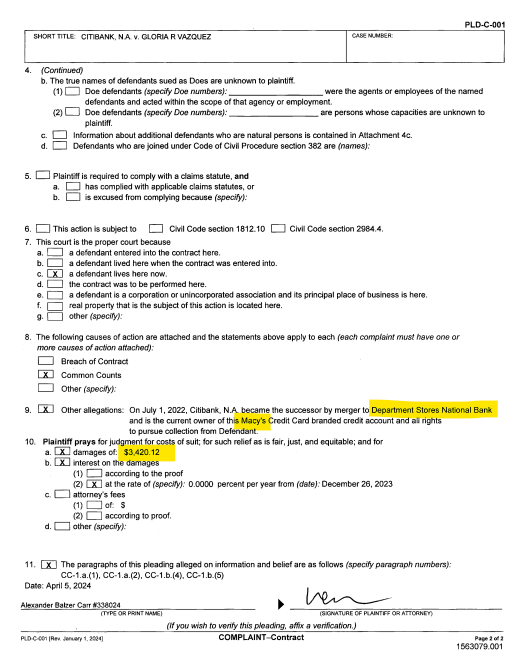 PLD-C-001
SHORT TITLE: CITIBANK, N.A. v. GLORIA R VAZQUEZ
CASE NUMBER:
4. (Continued)
b. The true names of defendants sued as Does are unknown to plaintiff.
(1) Doe defendants (specify Doe numbers): ____ were the agents or employees of the named
defendants and acted within the scope of that agency or employment.
(2) Doe defendants (specify Doe numbers): ____ are persons whose capacities are unknown to
plaintiff.
c. Information about additional defendants who are natural persons is contained in Attachment 4c.
d. Defendants who are joined under Code of Civil Procedure section 382 are (names):
5. Plaintiff is required to comply with a claims statute, and
a. has complied with applicable claims statutes, or
b. is excused from complying because (specify):
6. This action is subject to Civil Code section 1812.10 Civil Code section 2984.4.
7. This court is the proper court because
a. a defendant entered into the contract here.
b. a defendant lived here when the contract was entered into.
c. X a defendant lives here now.
d. the contract was to be performed here.
e. a defendant is a corporation or unincorporated association and its principal place of business is here.
f. real property that is the subject of this action is located here.
g. other (specify):
8. The following causes of action are attached and the statements above apply to each (each complaint must have one or
more causes of action attached):
Breach of Contract
X Common Counts
Other (specify):
9. X Other allegations: On July 1, 2022, Citibank, N.A. became the successor by merger to Department Stores National Bank
and is the current owner of this Macy's Credit Card branded credit account and all rights
to pursue collection from Defendant.
10. Plaintiff prays for judgment for costs of suit; for such relief as is fair, just, and equitable; and for
a. X damages of: $3,420.12
b. X interest on the damages
(1) according to the proof
(2) X at the rate of (specify): 0.0000 percent per year from (date): December 26, 2023
c. attorney's fees
(1) of: $
(2) according to proof.
d. other (specify):
11. X The paragraphs of this pleading alleged on information and belief are as follows (specify paragraph numbers):
CC-1.a.(1), CC-1.a.(2), CC-1.b.(4), CC-1.b.(5)
Date: April 5, 2024
Alexander Balzer Carr #338024
(TYPE OR PRINT NAME)
(SIGNATURE OF PLAINTIFF OR ATTORNEY)
(If you wish to verify this pleading, affix a verification.)
PLD-C-001 [Rev. January 1, 2024]
COMPLAINT–Contract
Page 2 of 2
1563079.001